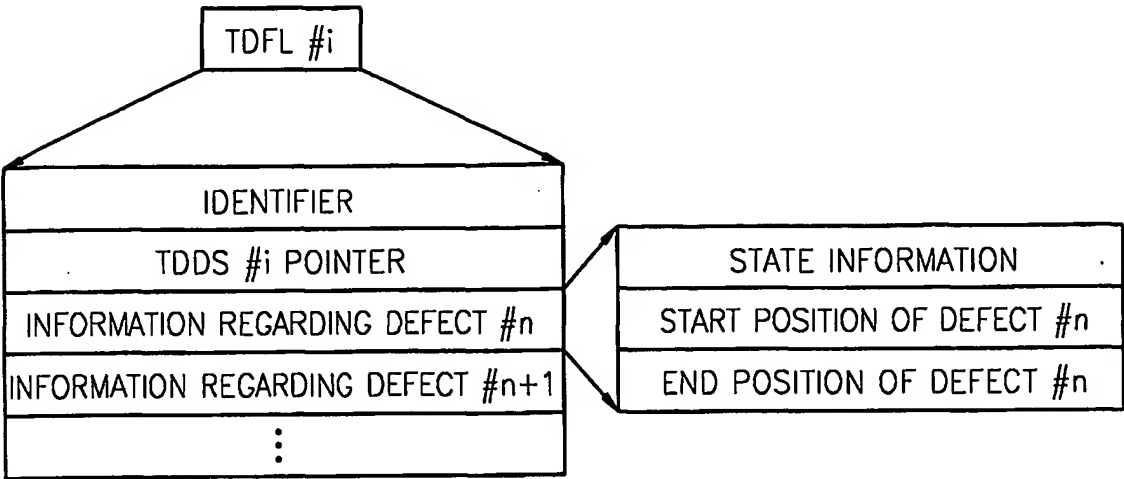 TDFL #i
IDENTIFIER
TDDS #i POINTER
INFORMATION REGARDING DEFECT #n
INFORMATION REGARDING DEFECT #n+1
STATE INFORMATION
START POSITION OF DEFECT #n
END POSITION OF DEFECT #n